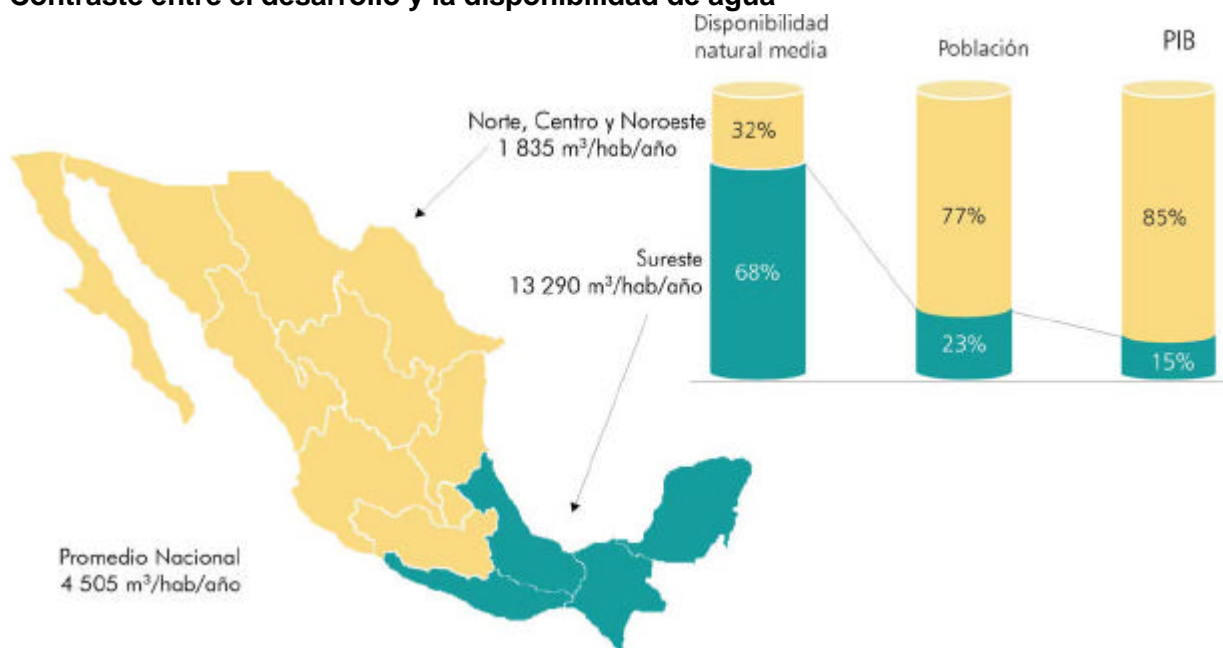 Contraste entre el desarrollo y la disponibilidad de agua
Disponibilidad
natural media
Población
PIB
Norte, Centro y Noroeste
1 835 m³/hab/año
32%
77%
85%
Sureste
13 290 m³/hab/año
68%
23%
15%
Promedio Nacional
4 505 m³/hab/año